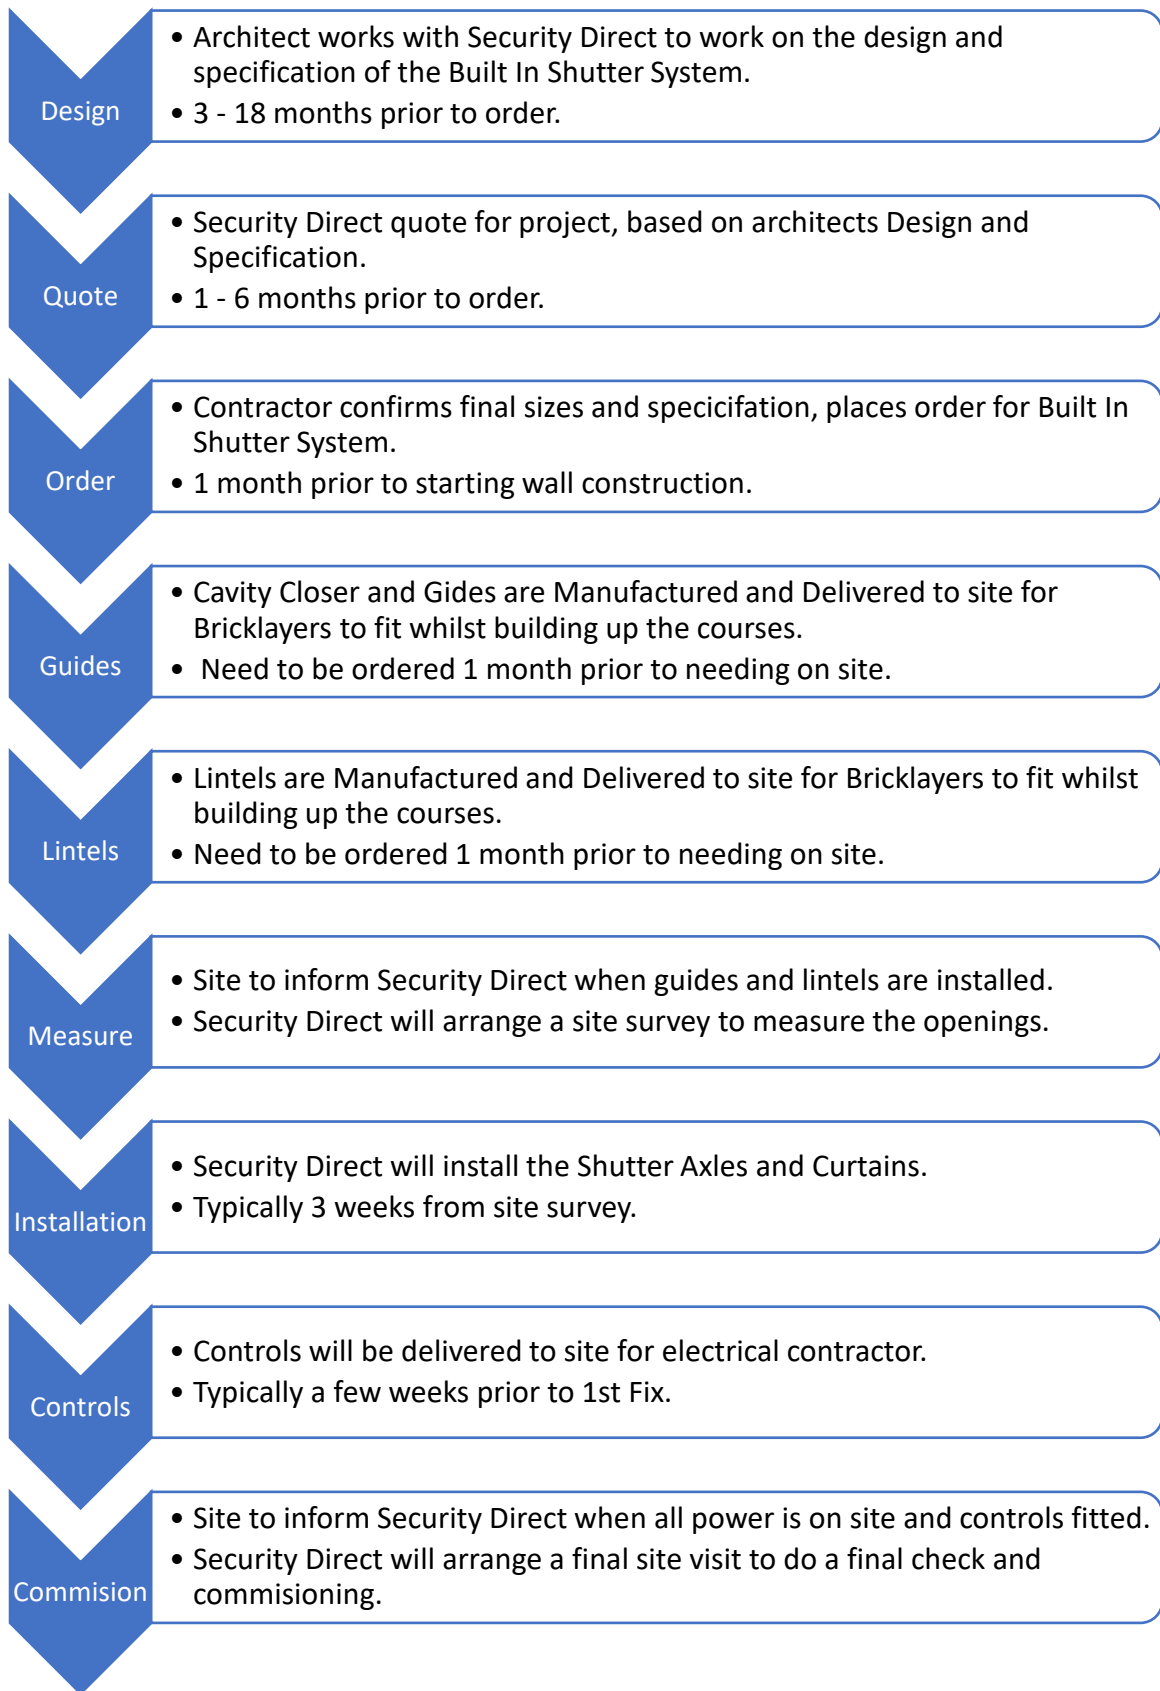 Design
• Architect works with Security Direct to work on the design and
specification of the Built In Shutter System.
• 3 - 18 months prior to order.
Quote
• Security Direct quote for project, based on architects Design and
Specification.
• 1 - 6 months prior to order.
Order
• Contractor confirms final sizes and specicifation, places order for Built In
Shutter System.
• 1 month prior to starting wall construction.
Guides
• Cavity Closer and Gides are Manufactured and Delivered to site for
Bricklayers to fit whilst building up the courses.
• Need to be ordered 1 month prior to needing on site.
Lintels
• Lintels are Manufactured and Delivered to site for Bricklayers to fit whilst
building up the courses.
• Need to be ordered 1 month prior to needing on site.
Measure
• Site to inform Security Direct when guides and lintels are installed.
• Security Direct will arrange a site survey to measure the openings.
Installation
• Security Direct will install the Shutter Axles and Curtains.
• Typically 3 weeks from site survey.
Controls
• Controls will be delivered to site for electrical contractor.
• Typically a few weeks prior to 1st Fix.
Commision
• Site to inform Security Direct when all power is on site and controls fitted.
• Security Direct will arrange a final site visit to do a final check and
commisioning.